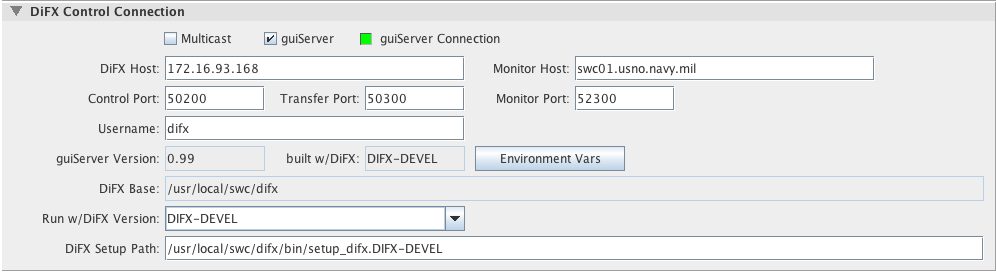 DiFX Control Connection
Multicast guiServer guiServer Connection
DiFX Host: 172.16.93.168 Monitor Host: swc01.usno.navy.mil
Control Port: 50200 Transfer Port: 50300 Monitor Port: 52300
Username: difx
guiServer Version: 0.99 built w/DiFX: DIFX-DEVEL Environment Vars
DiFX Base: /usr/local/swc/difx
Run w/DiFX Version: DIFX-DEVEL
DiFX Setup Path: /usr/local/swc/difx/bin/setup_difx.DIFX-DEVEL